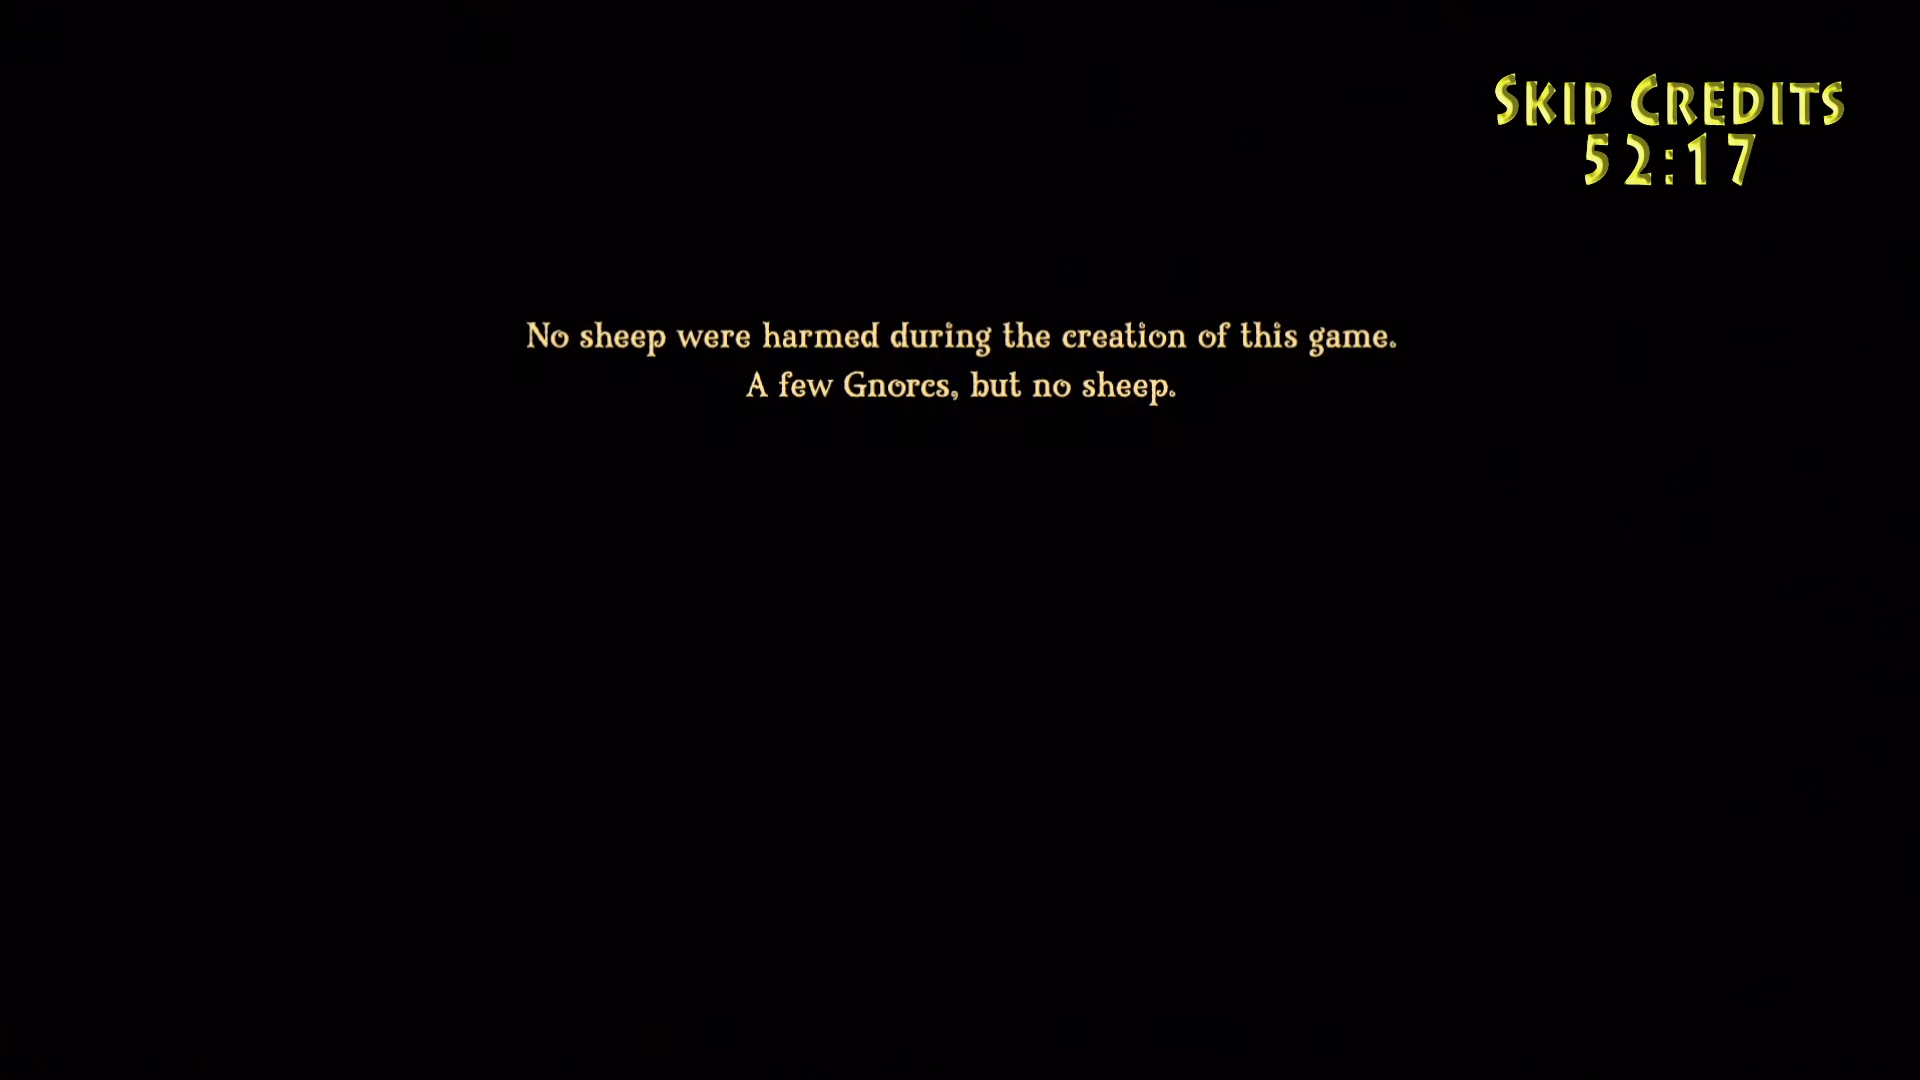 Skip Credits
52:17
No sheep were harmed during the creation of this game.
A few Gnorcs, but no sheep.